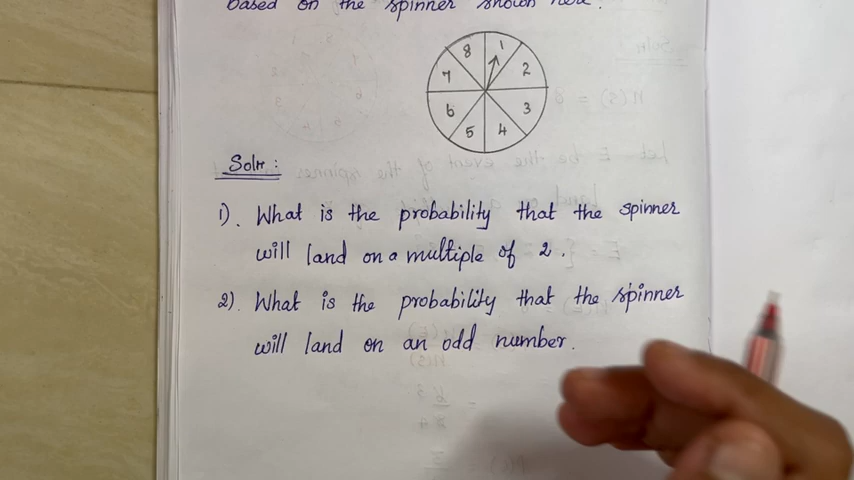 based on the spinner shown here.
8 1
7 2
6 3
5 4
Soln:
1). What is the probability that the spinner
will land on a multiple of 2.
2). What is the probability that the spinner
will land on an odd number.